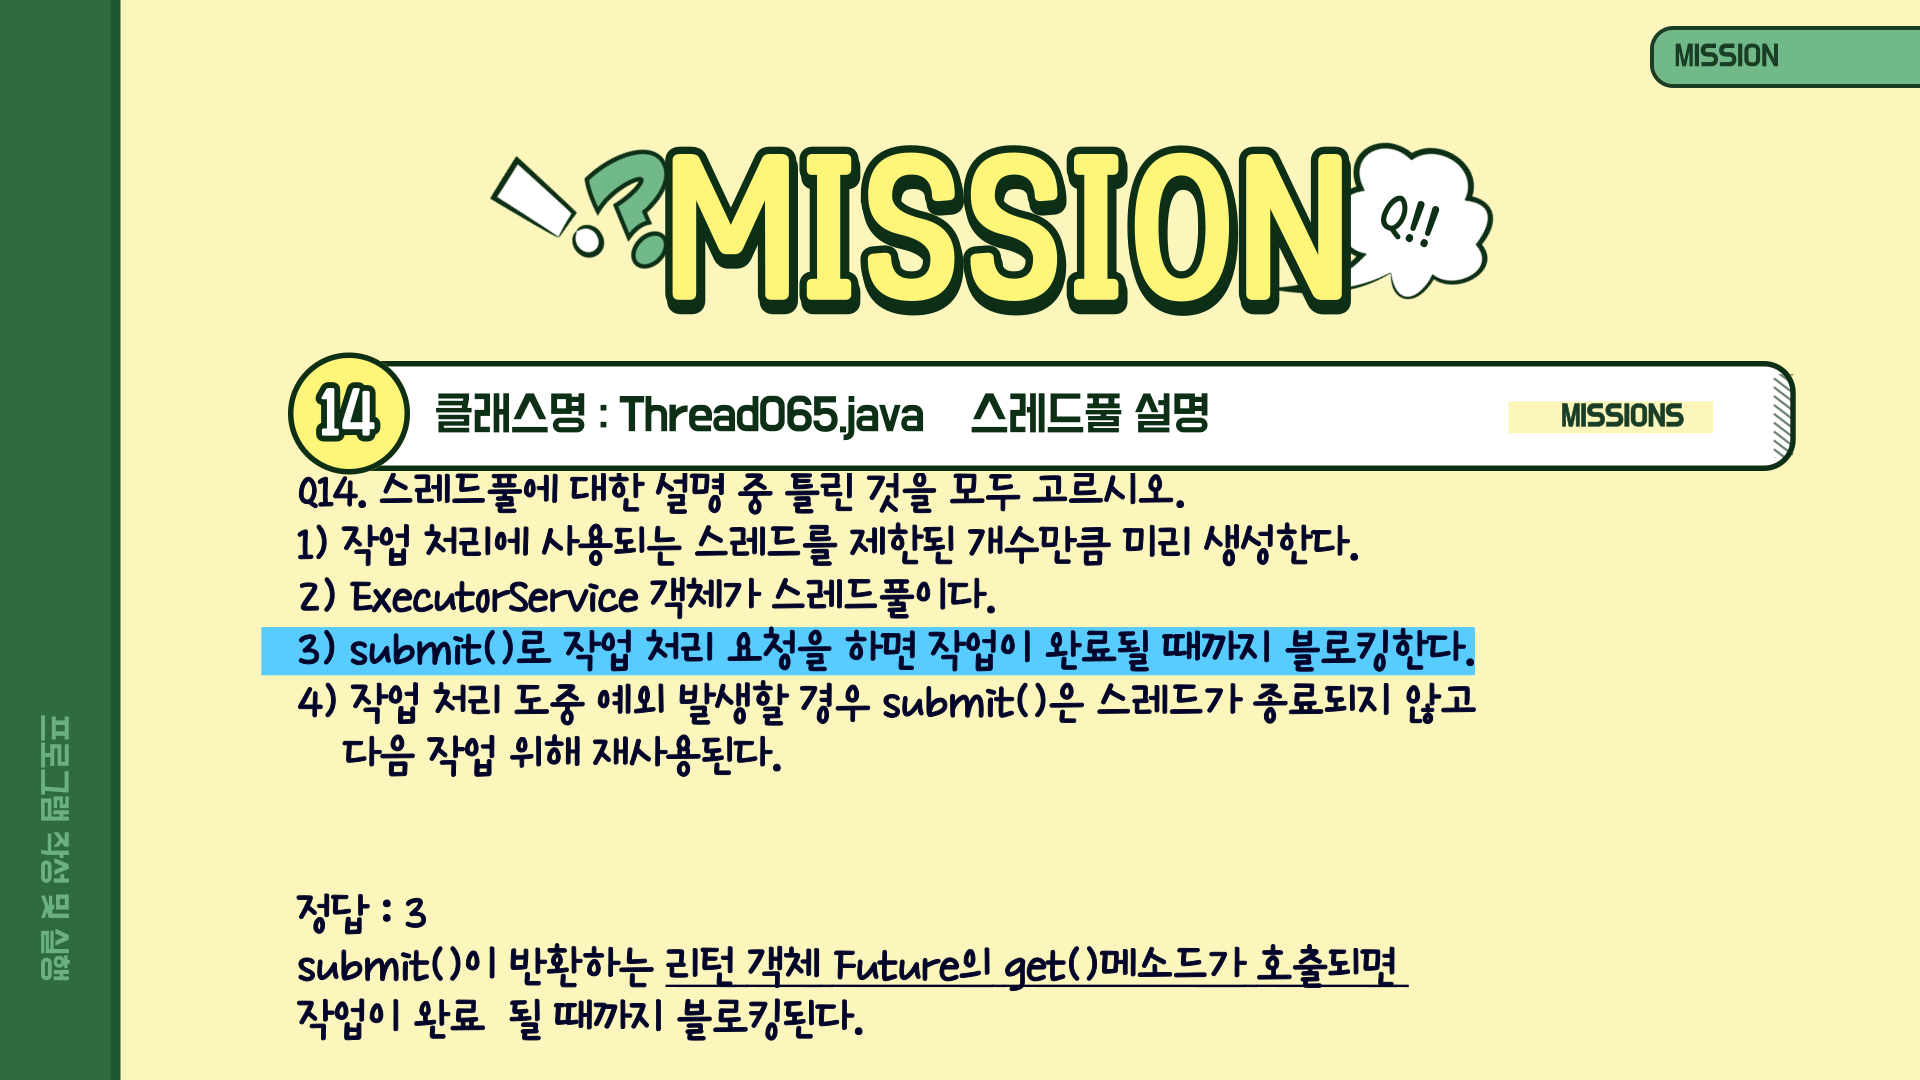 MISSION
!?MISSION
Q!!
14 클래스명 : Thread065.java 스레드풀 설명 MISSIONS
Q14. 스레드풀에 대한 설명 중 틀린 것을 모두 고르시오.
1) 작업 처리에 사용되는 스레드를 제한된 개수만큼 미리 생성한다.
2) ExecutorService 객체가 스레드풀이다.
3) submit()로 작업 처리 요청을 하면 작업이 완료될 때까지 블로킹한다.
4) 작업 처리 도중 예외 발생할 경우 submit()은 스레드가 종료되지 않고
다음 작업 위해 재사용된다.
정답 : 3
submit()이 반환하는 리턴 객체 Future의 get()메소드가 호출되면
작업이 완료 될 때까지 블로킹된다.
프로그램 작성 및 실행